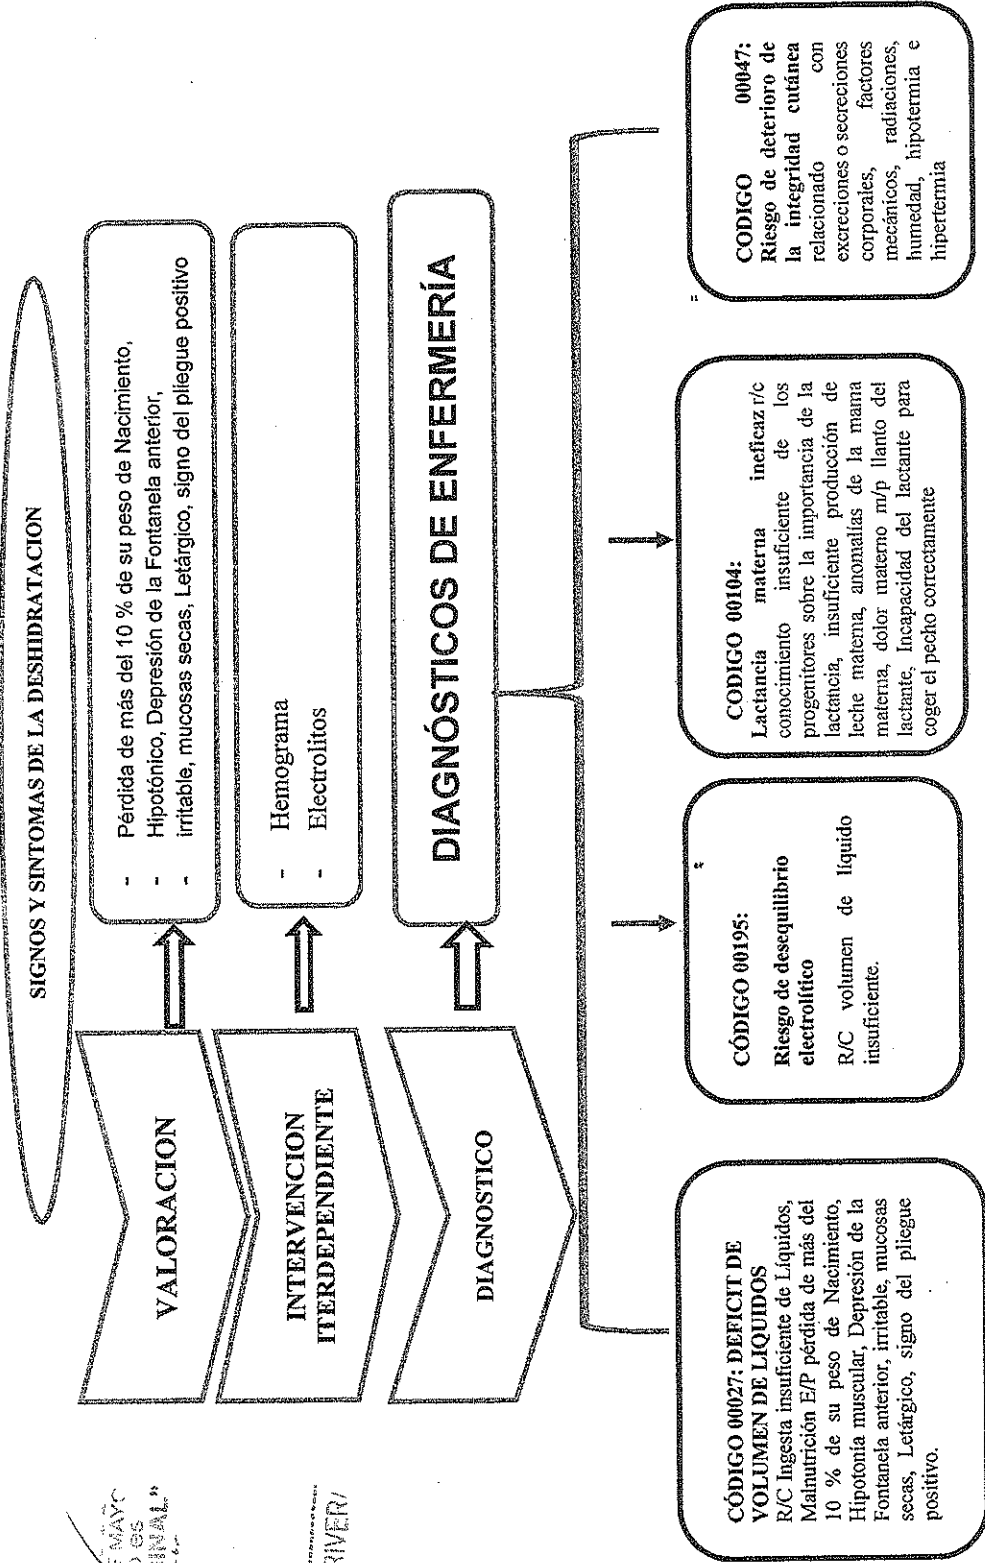 SIGNOS Y SINTOMAS DE LA DESHIDRATACION
VALORACION
- Pérdida de más del 10 % de su peso de Nacimiento,
- Hipotónico, Depresión de la Fontanela anterior,
- irritable, mucosas secas, Letárgico, signo del pliegue positivo
INTERVENCION
ITERDEPENDIENTE
- Hemograma
- Electrolitos
DIAGNOSTICO
DIAGNÓSTICOS DE ENFERMERÍA
CÓDIGO 00027: DEFICIT DE
VOLUMEN DE LIQUIDOS
R/C Ingesta insuficiente de Líquidos,
Malnutrición E/P pérdida de más del
10 % de su peso de Nacimiento,
Hipotonía muscular, Depresión de la
Fontanela anterior, irritable, mucosas
secas, Letárgico, signo del pliegue
positivo.
CÓDIGO 00195:
Riesgo de desequilibrio
electrolítico
R/C volumen de líquido
insuficiente.
CODIGO 00104:
Lactancia materna ineficaz r/c
conocimiento insuficiente de los
progenitores sobre la importancia de la
lactancia, insuficiente producción de
leche materna, anomalías de la mama
materna, dolor materno m/p llanto del
lactante, Incapacidad del lactante para
coger el pecho correctamente
CODIGO 00047:
Riesgo de deterioro de
la integridad cutánea
relacionado con
excreciones o secreciones
corporales, factores
mecánicos, radiaciones,
humedad, hipotermia e
hipertermia
MAYO
es